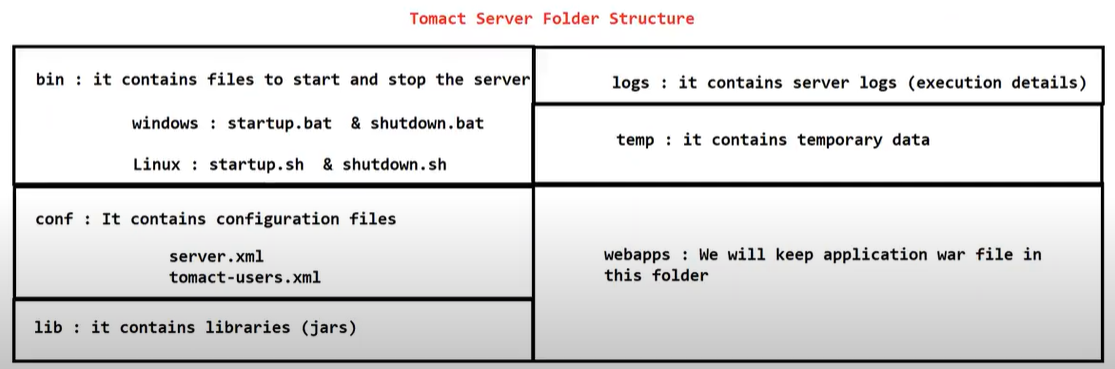 Tomact Server Folder Structure
bin : it contains files to start and stop the server
windows : startup.bat & shutdown.bat
Linux : startup.sh & shutdown.sh
conf : It contains configuration files
server.xml
tomact-users.xml
lib : it contains libraries (jars)
logs : it contains server logs (execution details)
temp : it contains temporary data
webapps : We will keep application war file in
this folder